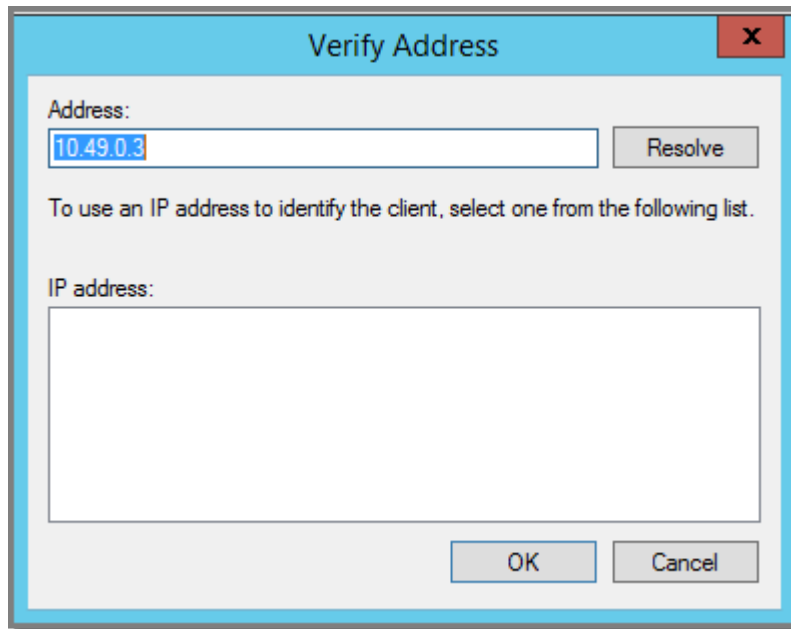 Verify Address
x
Address:
10.49.0.3
Resolve
To use an IP address to identify the client, select one from the following list.
IP address:
OK
Cancel